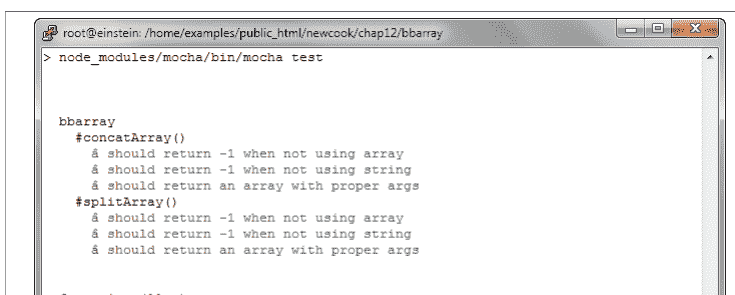 root@einstein: /home/examples/public_html/newcook/chap12/bbarray
> node_modules/mocha/bin/mocha test
bbarray
#concatArray()
â should return -1 when not using array
â should return -1 when not using string
â should return an array with proper args
#splitArray()
â should return -1 when not using array
â should return -1 when not using string
â should return an array with proper args